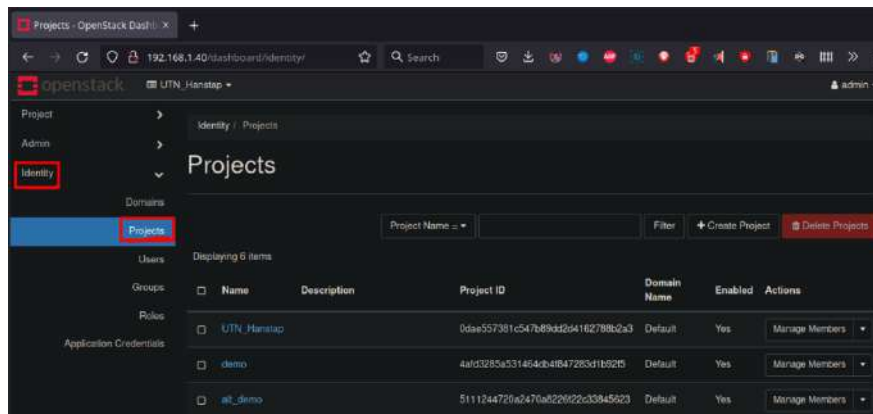 Projects - OpenStack Dashb
192.168.1.40/dashboard/identity/
Search
openstack
UTN_Hanstap
admin
Project
Identity / Projects
Admin
Projects
Identity
Domains
Project Name =
Filter
+ Create Project
Delete Projects
Projects
Users
Displaying 6 items
Groups
Name Description Project ID Domain Name Enabled Actions
Roles
UTN_Hanstap 0dae557381c547b89dd2d4162788b2a3 Default Yes Manage Members
Application Credentials
demo 4afd3285a531464cb4f847283d1b92f5 Default Yes Manage Members
alt_demo 5111244720a2470a8226f22c33845623 Default Yes Manage Members